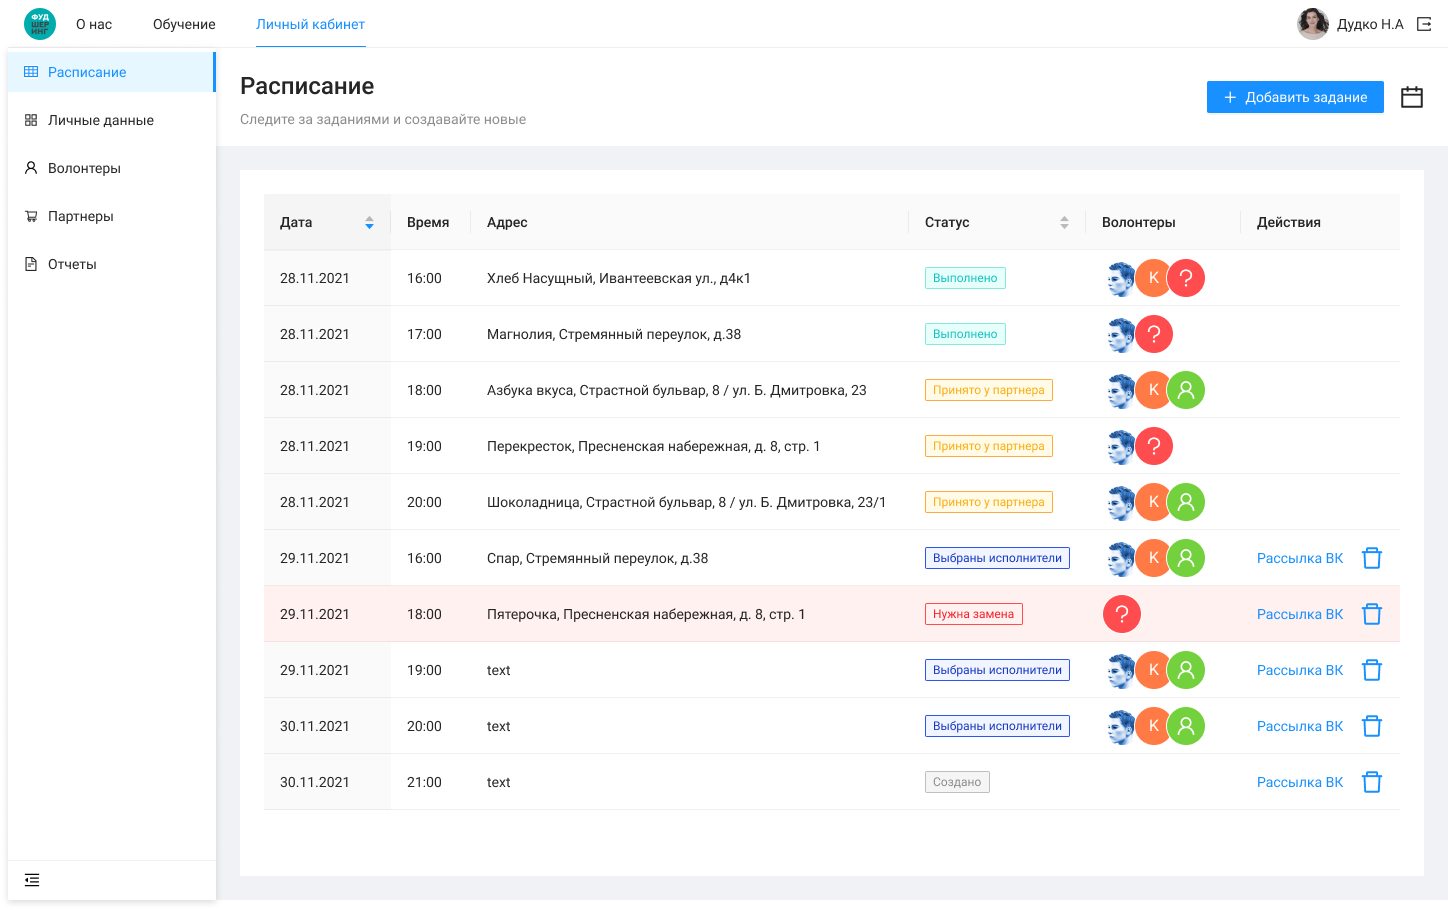 ФУД
ШЕР
ИНГ
О нас
Обучение
Личный кабинет
Дудко Н.А
Расписание
Личные данные
Волонтеры
Партнеры
Отчеты
Расписание
Следите за заданиями и создавайте новые
+ Добавить задание
Дата Время Адрес Статус Волонтеры Действия
28.11.2021 16:00 Хлеб Насущный, Ивантеевская ул., д4к1 Выполнено K ?
28.11.2021 17:00 Магнолия, Стремянный переулок, д.38 Выполнено ?
28.11.2021 18:00 Азбука вкуса, Страстной бульвар, 8 / ул. Б. Дмитровка, 23 Принято у партнера K
28.11.2021 19:00 Перекресток, Пресненская набережная, д. 8, стр. 1 Принято у партнера ?
28.11.2021 20:00 Шоколадница, Страстной бульвар, 8 / ул. Б. Дмитровка, 23/1 Принято у партнера K
29.11.2021 16:00 Спар, Стремянный переулок, д.38 Выбраны исполнители K Рассылка ВК
29.11.2021 18:00 Пятерочка, Пресненская набережная, д. 8, стр. 1 Нужна замена ? Рассылка ВК
29.11.2021 19:00 text Выбраны исполнители K Рассылка ВК
30.11.2021 20:00 text Выбраны исполнители K Рассылка ВК
30.11.2021 21:00 text Создано Рассылка ВК